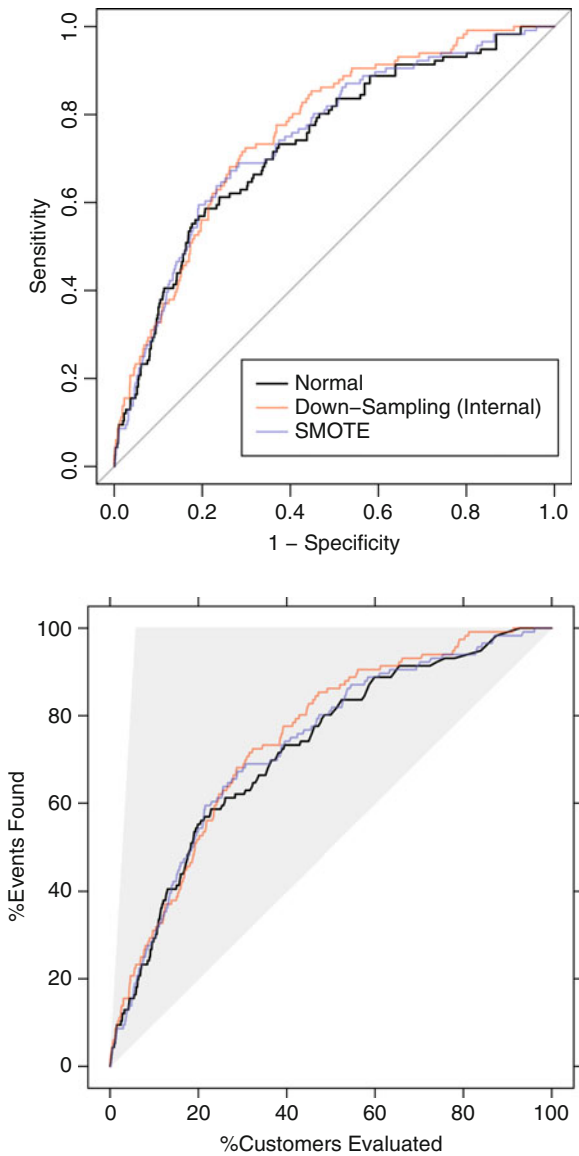 1.0
0.8
0.6
0.4
0.2
0.0
Sensitivity
Normal
Down−Sampling (Internal)
SMOTE
0.0 0.2 0.4 0.6 0.8 1.0
1 − Specificity
100
80
60
40
20
0
%Events Found
0 20 40 60 80 100
%Customers Evaluated